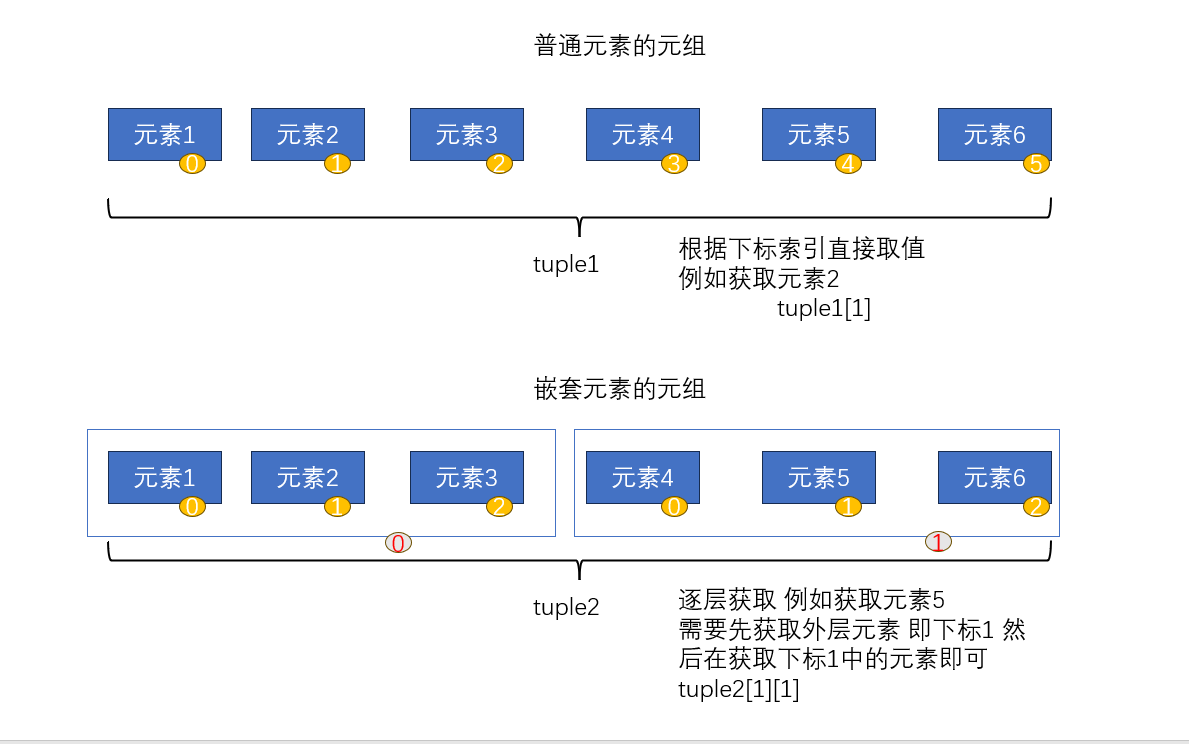 普通元素的元组
元素1 元素2 元素3 元素4 元素5 元素6
0 1 2 3 4 5
tuple1
根据下标索引直接取值
例如获取元素2
tuple1[1]
嵌套元素的元组
元素1 元素2 元素3 元素4 元素5 元素6
0 1 2 0 1 2
0 1
tuple2
逐层获取 例如获取元素5
需要先获取外层元素 即下标1 然
后在获取下标1中的元素即可
tuple2[1][1]